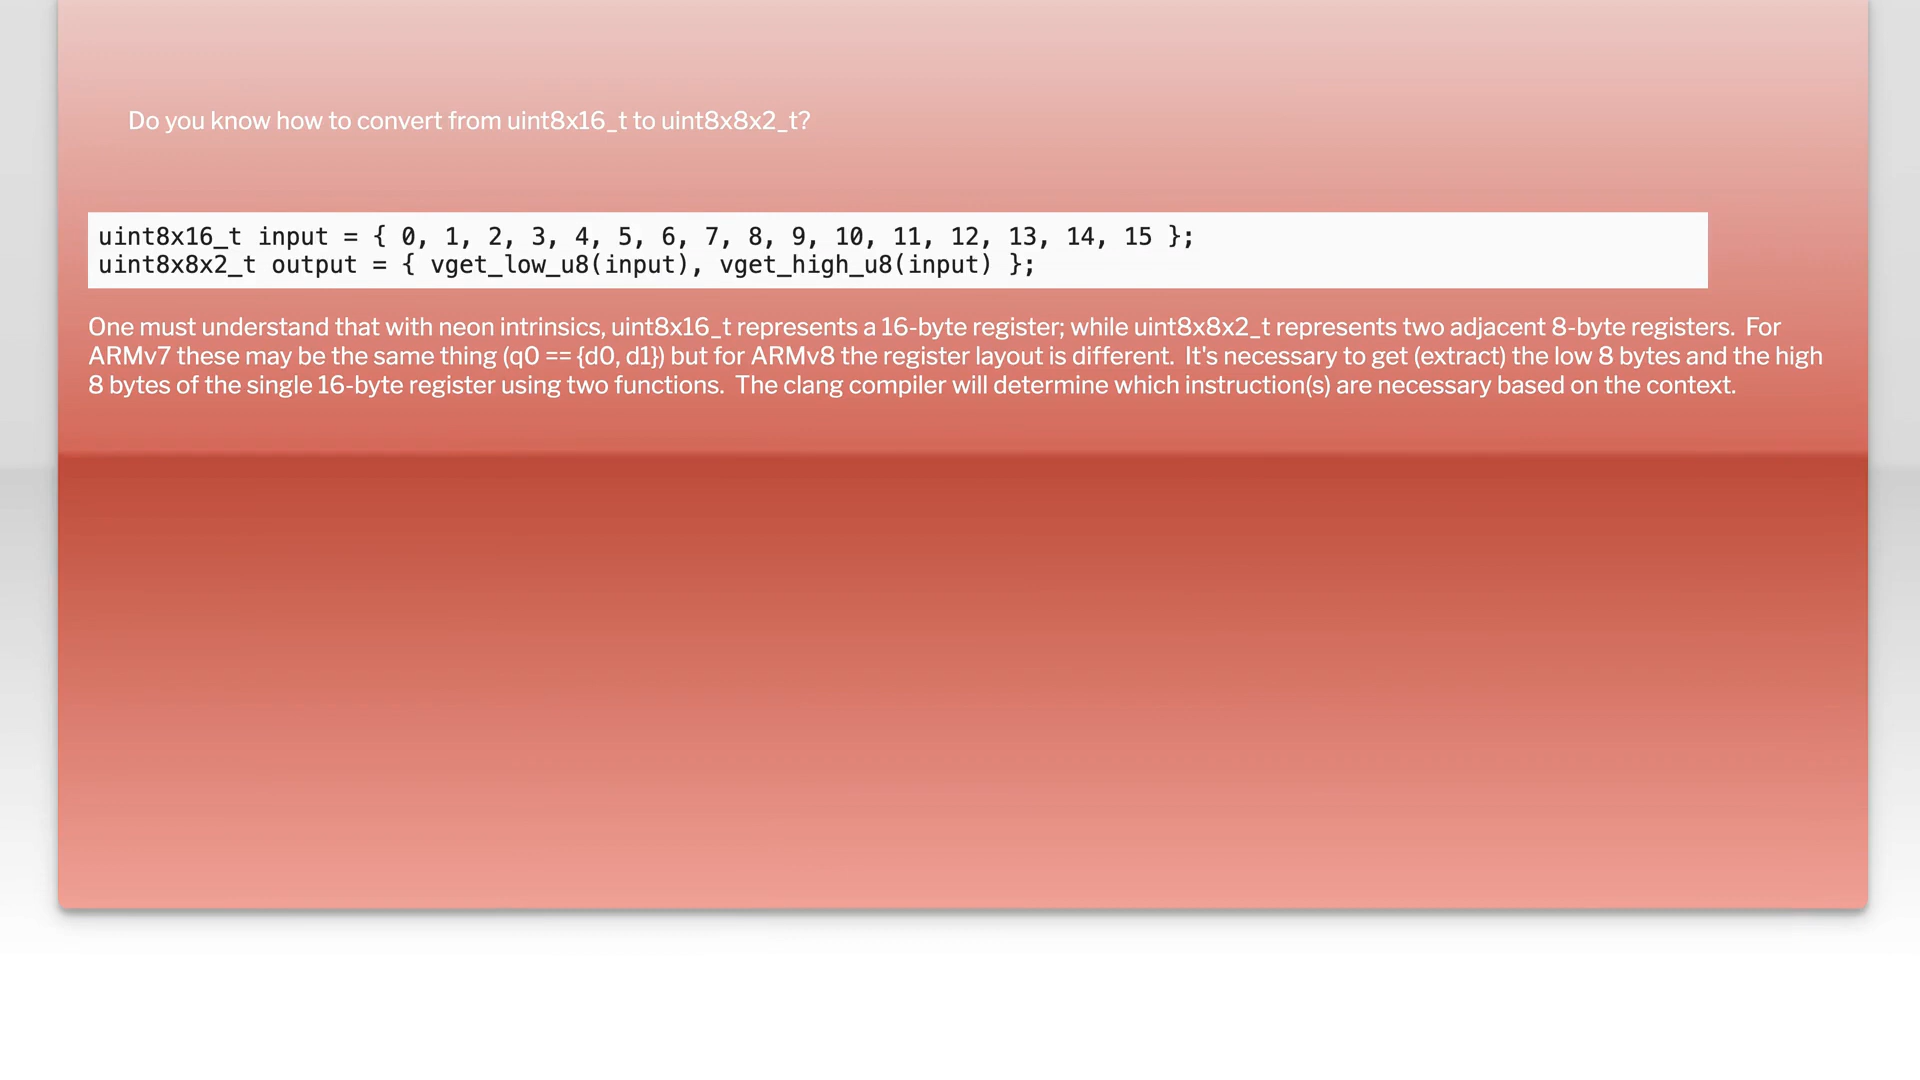 Do you know how to convert from uint8x16_t to uint8x8x2_t?
uint8x16_t input = { 0, 1, 2, 3, 4, 5, 6, 7, 8, 9, 10, 11, 12, 13, 14, 15 };
uint8x8x2_t output = { vget_low_u8(input), vget_high_u8(input) };
One must understand that with neon intrinsics, uint8x16_t represents a 16-byte register; while uint8x8x2_t represents two adjacent 8-byte registers.  For
ARMv7 these may be the same thing (q0 == {d0, d1}) but for ARMv8 the register layout is different.  It's necessary to get (extract) the low 8 bytes and the high
8 bytes of the single 16-byte register using two functions.  The clang compiler will determine which instruction(s) are necessary based on the context.